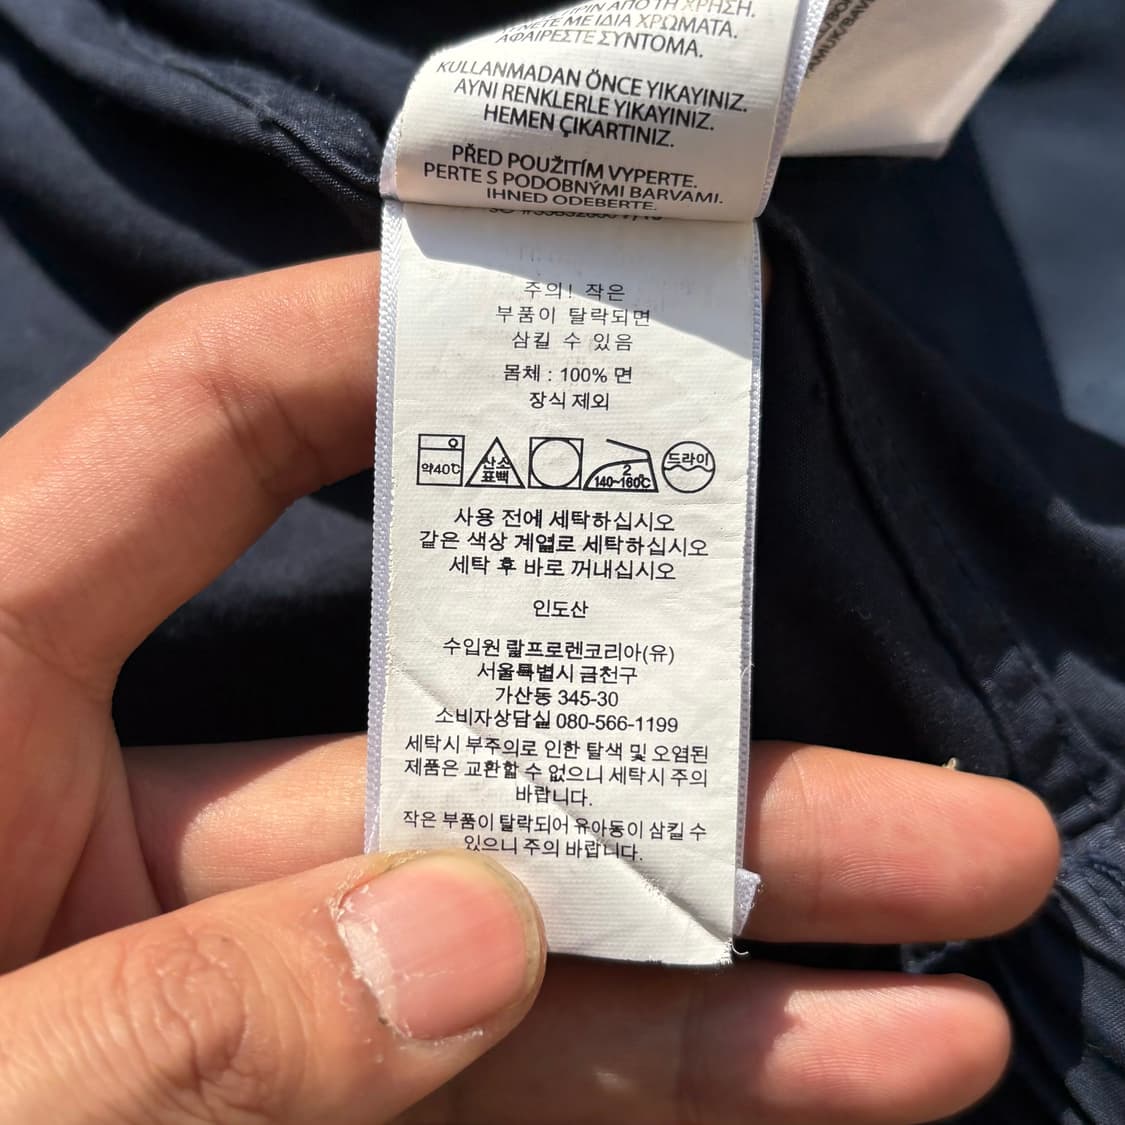 ΠΡΙΝ ΑΠΟ ΤΗ ΧΡΗΣΗ.
ΜΕ ΙΔΙΑ ΧΡΩΜΑΤΑ.
ΑΦΑΙΡΕΣΤΕ ΣΥΝΤΟΜΑ.
KULLANMADAN ÖNCE YIKAYINIZ.
AYNI RENKLERLE YIKAYINIZ.
HEMEN ÇIKARTINIZ.
PŘED POUŽITÍM VYPERTE.
PERTE S PODOBNÝMI BARVAMI.
IHNED ODEBERTE.
주의! 작은
부품이 탈락되면
삼킬 수 있음
몸체 : 100% 면
장식 제외
약40℃
산소
표백
2
140~160℃
드라이
사용 전에 세탁하십시오
같은 색상 계열로 세탁하십시오
세탁 후 바로 꺼내십시오
인도산
수입원 랄프로렌코리아(유)
서울특별시 금천구
가산동 345-30
소비자상담실 080-566-1199
세탁시 부주의로 인한 탈색 및 오염된
제품은 교환할 수 없으니 세탁시 주의
바랍니다.
작은 부품이 탈락되어 유아동이 삼킬 수
있으니 주의 바랍니다.